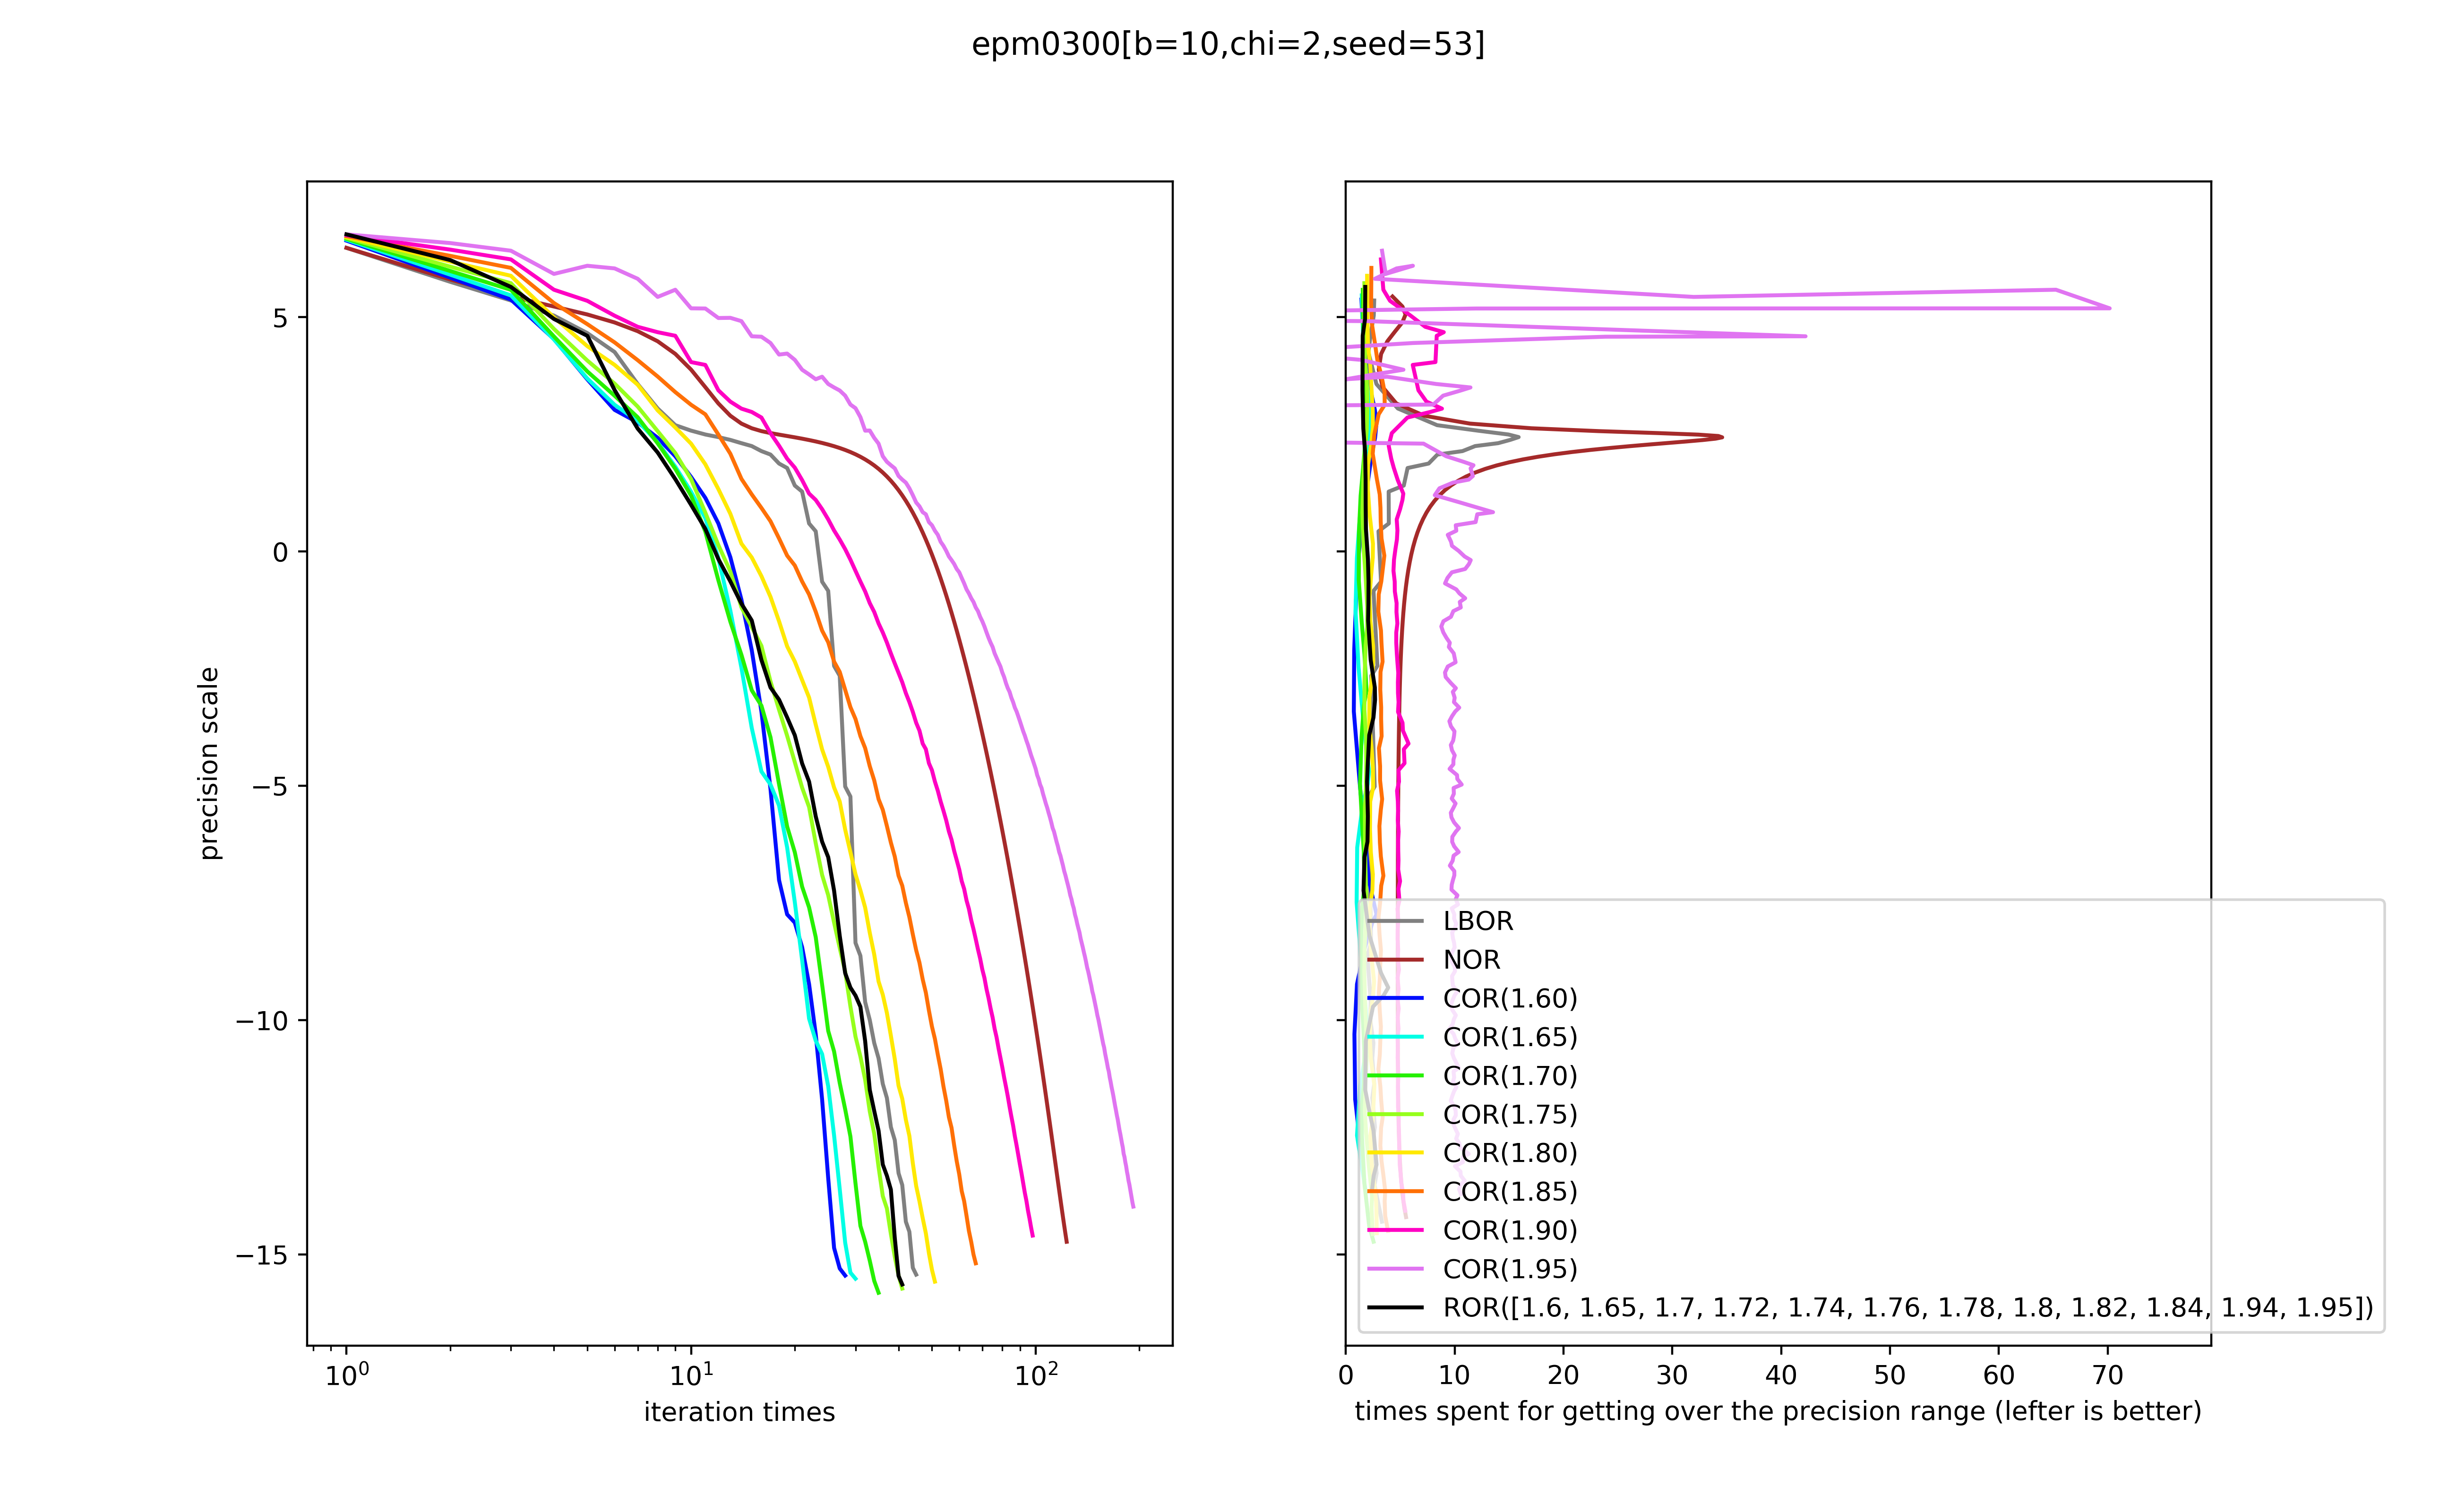 epm0300[b=10,chi=2,seed=53]
precision scale
5
0
−5
−10
−15
10⁰
10¹
10²
iteration times
LBOR
NOR
COR(1.60)
COR(1.65)
COR(1.70)
COR(1.75)
COR(1.80)
COR(1.85)
COR(1.90)
COR(1.95)
ROR([1.6, 1.65, 1.7, 1.72, 1.74, 1.76, 1.78, 1.8, 1.82, 1.84, 1.94, 1.95])
0 10 20 30 40 50 60 70
times spent for getting over the precision range (lefter is better)